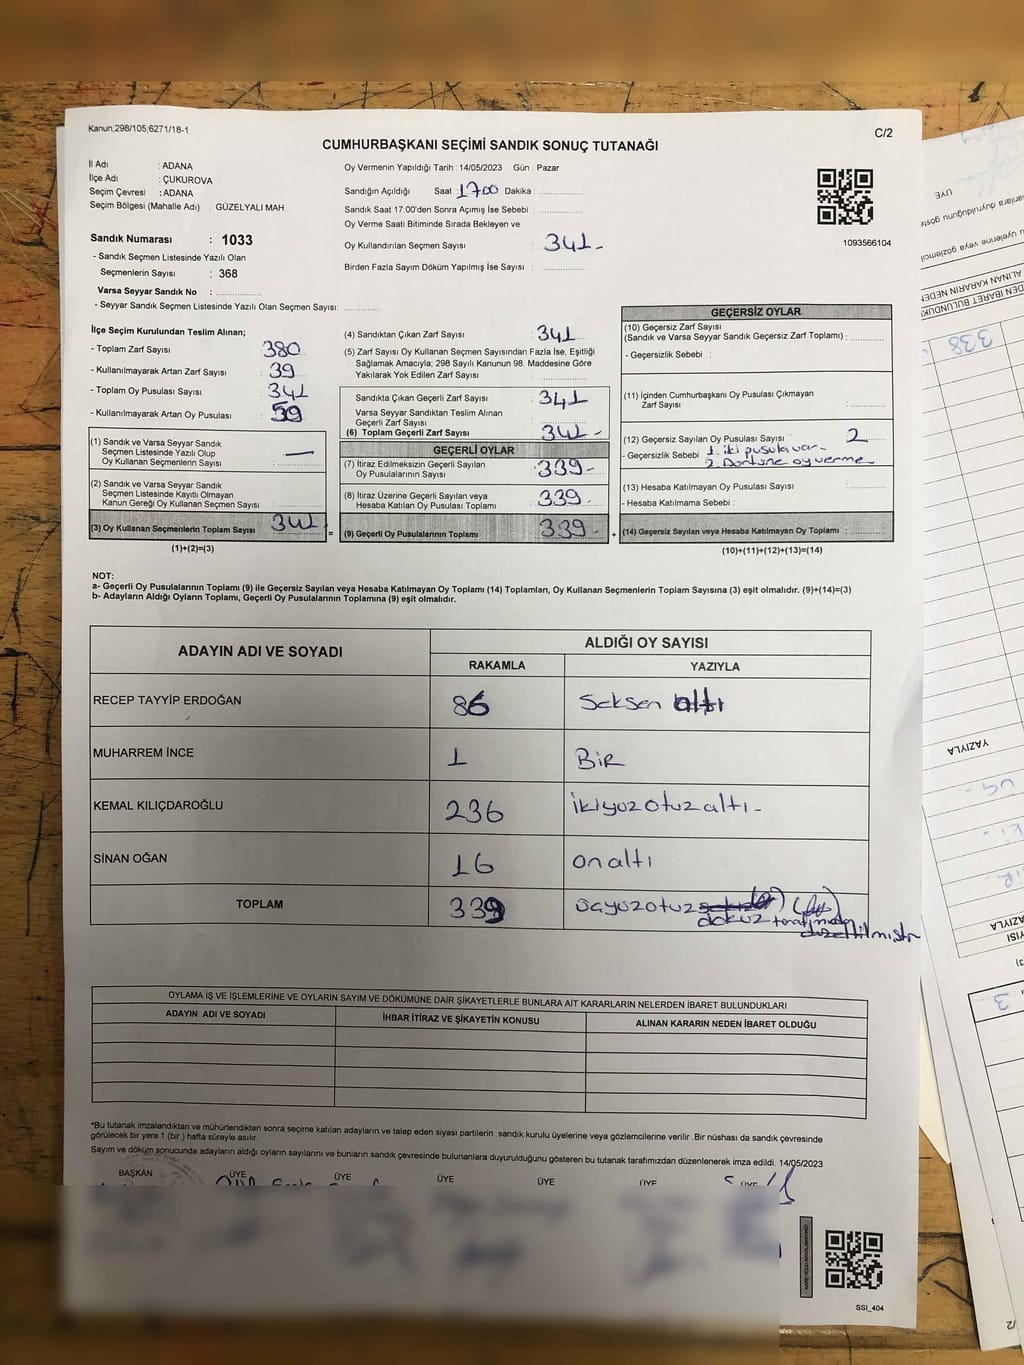 Kanun,298/105;6271/18-1
C/2
CUMHURBAŞKANI SEÇİMİ SANDIK SONUÇ TUTANAĞI
İl Adı : ADANA
İlçe Adı : ÇUKUROVA
Seçim Çevresi : ADANA
Seçim Bölgesi (Mahalle Adı) : GÜZELYALI MAH.
Oy Vermenin Yapıldığı Tarih : 14/05/2023 Gün : Pazar
Sandığın Açıldığı Saat : 17.00 Dakika :
Sandık Saat 17:00'den Sonra Açılmış İse Sebebi :
Oy Verme Saati Bitiminde Sırada Bekleyen ve
Oy Kullandırılan Seçmen Sayısı : 341-
Birden Fazla Sayım Döküm Yapılmış İse Sayısı :
1093566104
Sandık Numarası : 1033
- Sandık Seçmen Listesinde Yazılı Olan
Seçmenlerin Sayısı : 368
Varsa Seyyar Sandık No :
- Seyyar Sandık Seçmen Listesinde Yazılı Olan Seçmen Sayısı:
İlçe Seçim Kurulundan Teslim Alınan;
- Toplam Zarf Sayısı : 380
- Kullanılmayarak Artan Zarf Sayısı : 39
- Toplam Oy Pusulası Sayısı : 341
- Kullanılmayarak Artan Oy Pusulası : 39
(1) Sandık ve Varsa Seyyar Sandık
Seçmen Listesinde Yazılı Olup
Oy Kullanan Seçmenlerin Sayısı : —
(2) Sandık ve Varsa Seyyar Sandık
Seçmen Listesinde Kayıtlı Olmayan
Kanun Gereği Oy Kullanan Seçmen Sayısı :
(3) Oy Kullanan Seçmenlerin Toplam Sayısı : 341
(1)+(2)=(3)
(4) Sandıktan Çıkan Zarf Sayısı : 341
(5) Zarf Sayısı Oy Kullanan Seçmen Sayısından Fazla İse, Eşitliği
Sağlamak Amacıyla; 298 Sayılı Kanunun 98. Maddesine Göre
Yakılarak Yok Edilen Zarf Sayısı :
Sandıkta Çıkan Geçerli Zarf Sayısı : 341
Varsa Seyyar Sandıktan Teslim Alınan
Geçerli Zarf Sayısı :
(6) Toplam Geçerli Zarf Sayısı : 341-
GEÇERLİ OYLAR
(7) İtiraz Edilmeksizin Geçerli Sayılan
Oy Pusulalarının Sayısı : 339-
(8) İtiraz Üzerine Geçerli Sayılan veya
Hesaba Katılan Oy Pusulası Toplamı : 339.
(9) Geçerli Oy Pusulalarının Toplamı : 339-
GEÇERSİZ OYLAR
(10) Geçersiz Zarf Sayısı
(Sandık ve Varsa Seyyar Sandık Geçersiz Zarf Toplamı) :
- Geçersizlik Sebebi :
(11) İçinden Cumhurbaşkanı Oy Pusulası Çıkmayan
Zarf Sayısı :
(12) Geçersiz Sayılan Oy Pusulası Sayısı : 2
- Geçersizlik Sebebi : 1. iki pusula var-
2.
(13) Hesaba Katılmayan Oy Pusulası Sayısı :
- Hesaba Katılmama Sebebi :
(14) Geçersiz Sayılan veya Hesaba Katılmayan Oy Toplamı :
(10)+(11)+(12)+(13)=(14)
NOT:
a- Geçerli Oy Pusulalarının Toplamı (9) ile Geçersiz Sayılan veya Hesaba Katılmayan Oy Toplamı (14) Toplamları, Oy Kullanan Seçmenlerin Toplam Sayısına (3) eşit olmalıdır. (9)+(14)=(3)
b- Adayların Aldığı Oyların Toplamı, Geçerli Oy Pusulalarının Toplamına (9) eşit olmalıdır.
ADAYIN ADI VE SOYADI
ALDIĞI OY SAYISI
RAKAMLA YAZIYLA
RECEP TAYYİP ERDOĞAN 86 Seksen altı
MUHARREM İNCE 1 BİR
KEMAL KILIÇDAROĞLU 236 ikiyüzotuzaltı-
SİNAN OĞAN 16 onaltı
TOPLAM 339 üçyüzotuz
dokuz tarafımızdan
düzeltilmiştir
OYLAMA İŞ VE İŞLEMLERİNE VE OYLARIN SAYIM VE DÖKÜMÜNE DAİR ŞİKAYETLERLE BUNLARA AİT KARARLARIN NELERDEN İBARET BULUNDUKLARI
ADAYIN ADI VE SOYADI İHBAR İTİRAZ VE ŞİKAYETİN KONUSU ALINAN KARARIN NEDEN İBARET OLDUĞU
*Bu tutanak imzalandıktan ve mühürlendikten sonra seçime katılan adayların ve talep eden siyasi partilerin sandık kurulu üyelerine veya gözlemcilerine verilir .Bir nüshası da sandık çevresinde
görülecek bir yere 1 (bir ) hafta süreyle asılır.
Sayım ve döküm sonucunda adayların aldığı oyların sayılarını ve bunların sandık çevresinde bulunanlara duyurulduğunu gösteren bu tutanak tarafımızdan düzenlenerek imza edildi. 14/05/2023
BAŞKAN ÜYE ÜYE ÜYE ÜYE ÜYE ÜYE
SSI_404
338
YAZIYLA